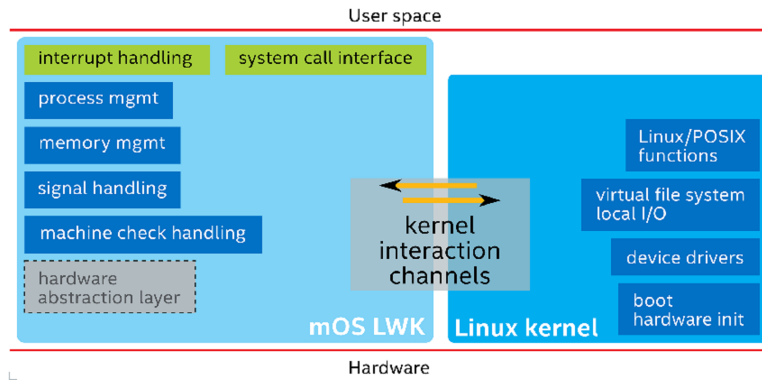 User space
interrupt handling
system call interface
process mgmt
memory mgmt
signal handling
machine check handling
hardware
abstraction layer
mOS LWK
kernel
interaction
channels
Linux/POSIX
functions
virtual file system
local I/O
device drivers
boot
hardware init
Linux kernel
Hardware